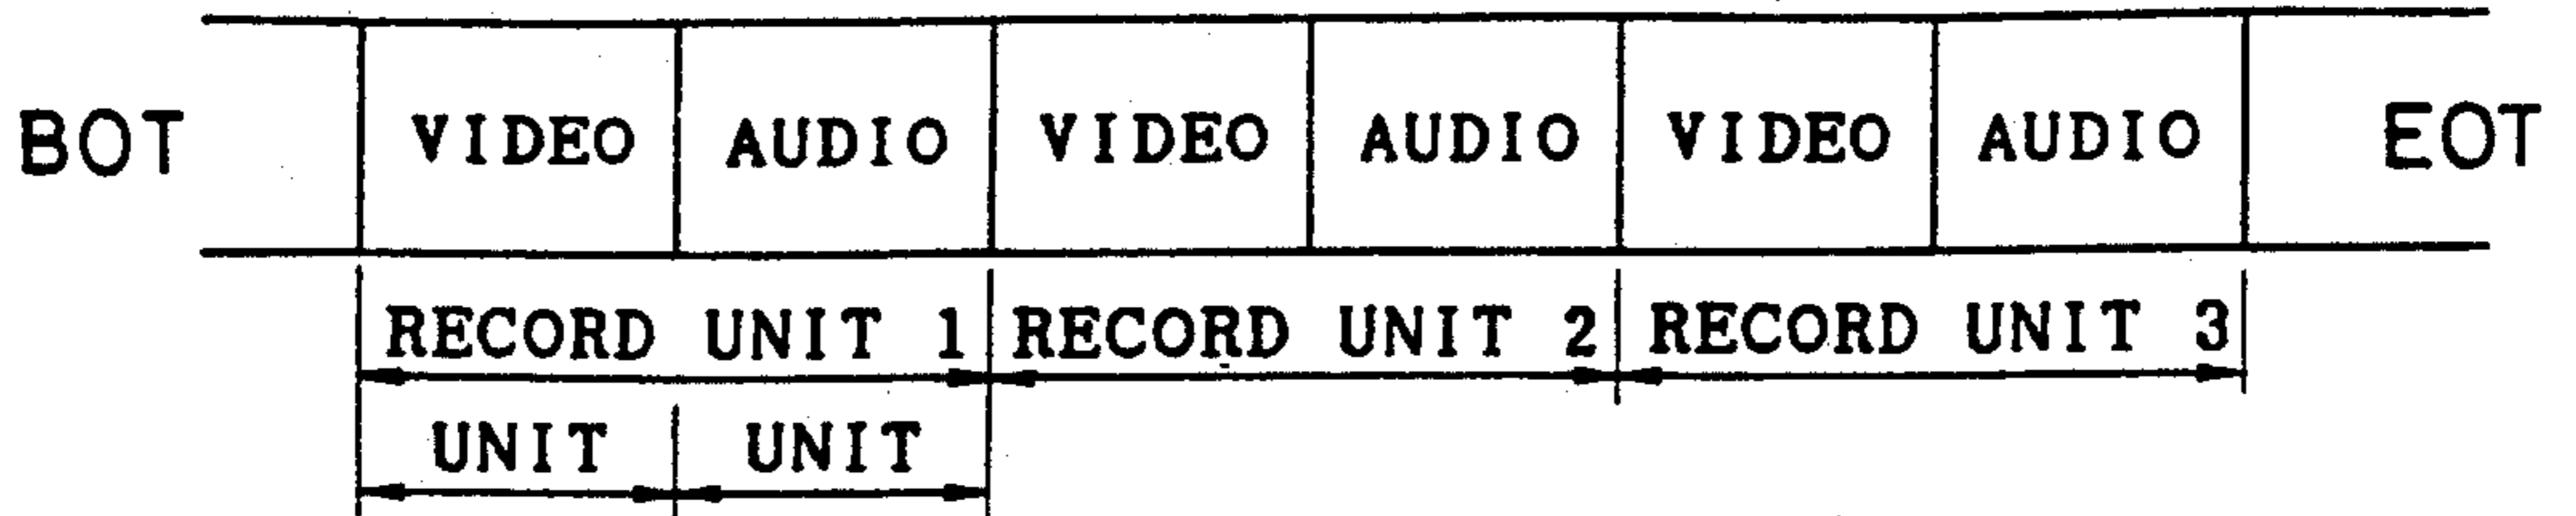 BOT VIDEO AUDIO VIDEO AUDIO VIDEO AUDIO EOT
RECORD UNIT 1 RECORD UNIT 2 RECORD UNIT 3
UNIT UNIT